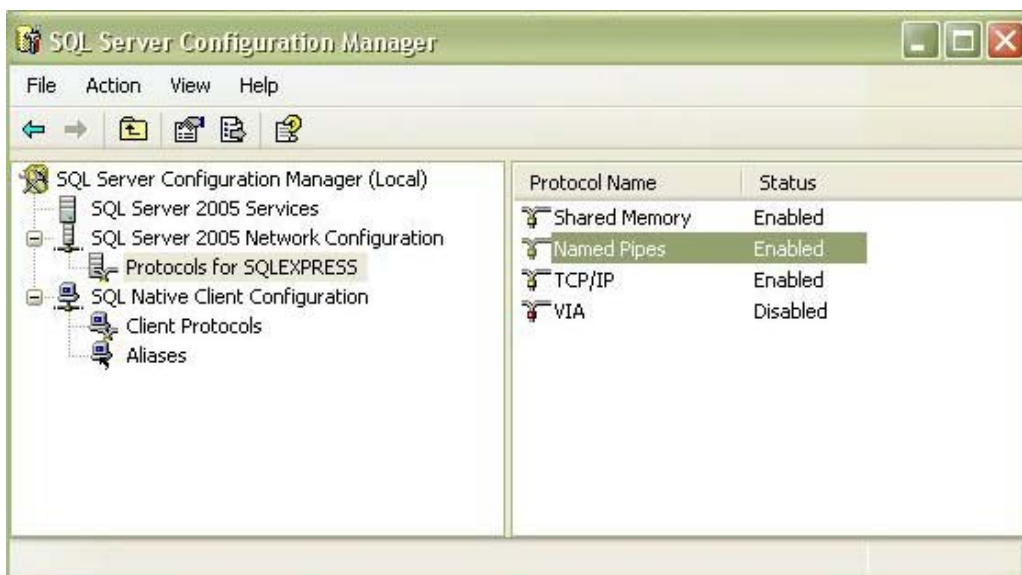 SQL Server Configuration Manager
File Action View Help
SQL Server Configuration Manager (Local)
SQL Server 2005 Services
SQL Server 2005 Network Configuration
Protocols for SQLEXPRESS
SQL Native Client Configuration
Client Protocols
Aliases
Protocol Name Status
Shared Memory Enabled
Named Pipes Enabled
TCP/IP Enabled
VIA Disabled